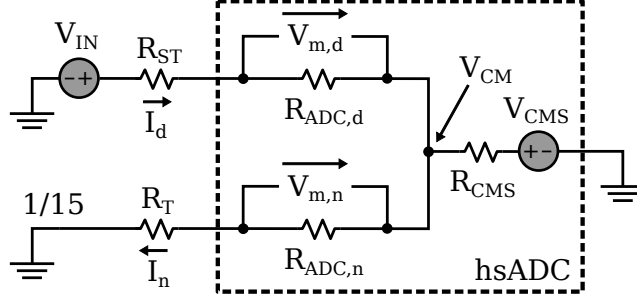 V_IN
R_ST
V_m,d
I_d
R_ADC,d
V_CM
V_CMS
- +
+ -
R_CMS
1/15
R_T
V_m,n
I_n
R_ADC,n
hsADC